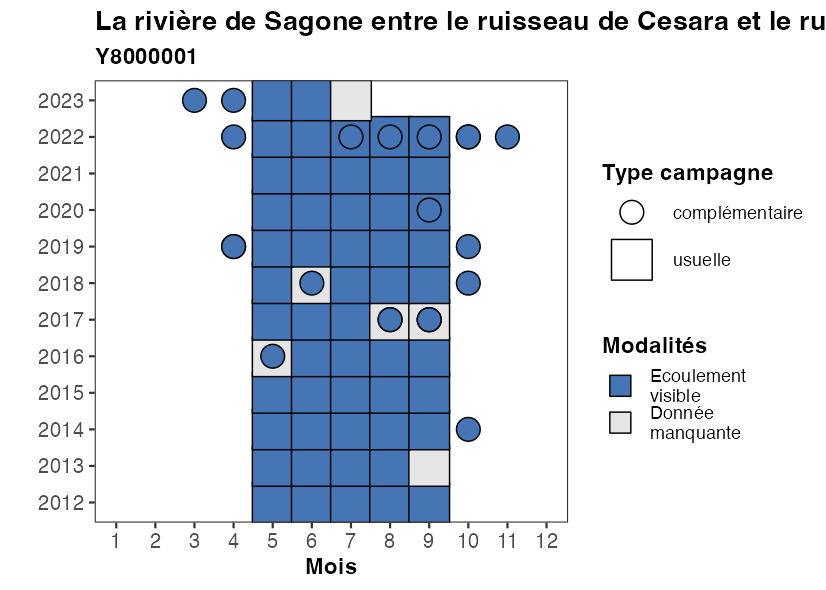 La rivière de Sagone entre le ruisseau de Cesara et le ru
Y8000001
2023
2022
2021
2020
2019
2018
2017
2016
2015
2014
2013
2012
1 2 3 4 5 6 7 8 9 10 11 12
Mois
Type campagne
complémentaire
usuelle
Modalités
Ecoulement
visible
Donnée
manquante